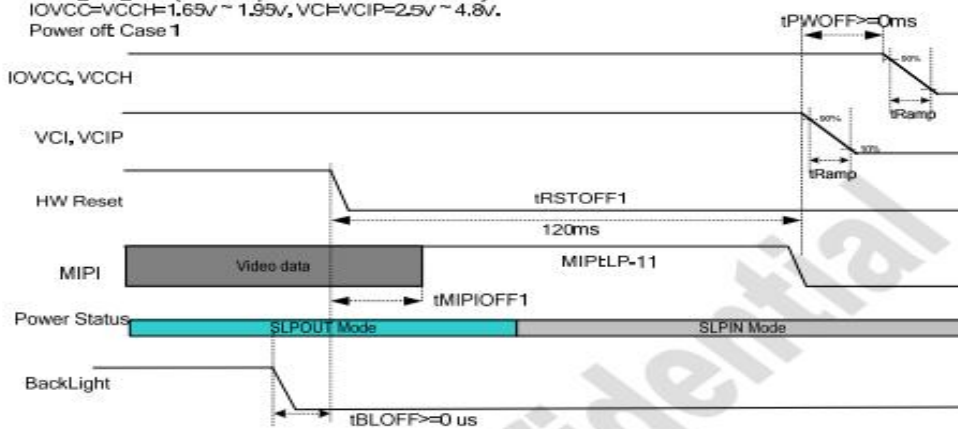 IOVCC=VCCH=1.65v ~ 1.95v, VCI=VCIP=2.5v ~ 4.8v.
Power off: Case 1
tPWOFF>=0ms
IOVCC, VCCH
90%
tRamp
VCI, VCIP
90%
10%
tRamp
HW Reset
tRSTOFF1
120ms
MIPI
Video data
MIPI:LP-11
tMIPIOFF1
Power Status
SLPOUT Mode
SLPIN Mode
BackLight
tBLOFF>=0 us
fidential